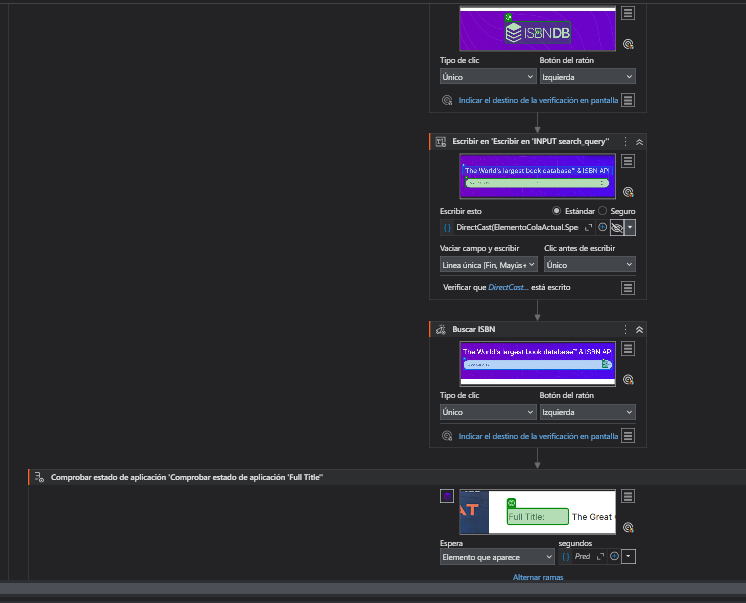 ISBNDB
Tipo de clic Botón del ratón
Único Izquierda
Indicar el destino de la verificación en pantalla
Escribir en 'Escribir en 'INPUT search_query''
The World's largest book database™ & ISBN API
Escribir esto Estándar Seguro
DirectCast(ElementoColaActual.Spe
Vaciar campo y escribir Clic antes de escribir
Línea única [Fin, Mayús+ Único
Verificar que DirectCast... está escrito
Buscar ISBN
The World's largest book database™ & ISBN AP
Tipo de clic Botón del ratón
Único Izquierda
Indicar el destino de la verificación en pantalla
Comprobar estado de aplicación 'Comprobar estado de aplicación 'Full Title''
AT Full Title: The Great
Espera segundos
Elemento que aparece Pred
Alternar ramas